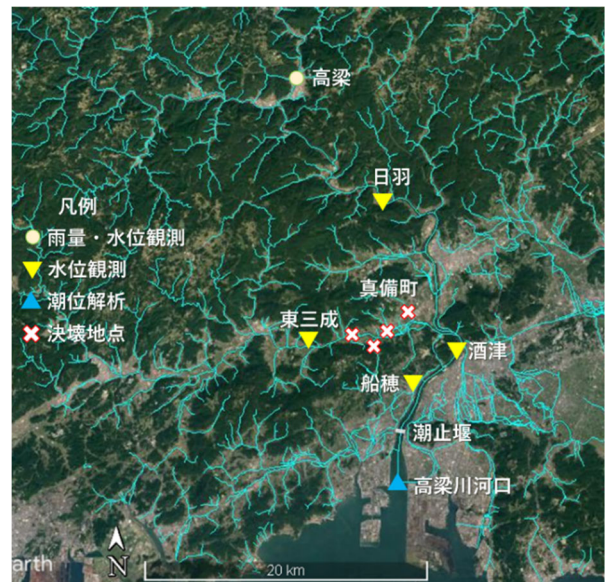 高梁
日羽
凡例
雨量・水位観測
水位観測
潮位解析
決壊地点
真備町
東三成
酒津
船穂
潮止堰
高梁川河口
arth
N
20 km